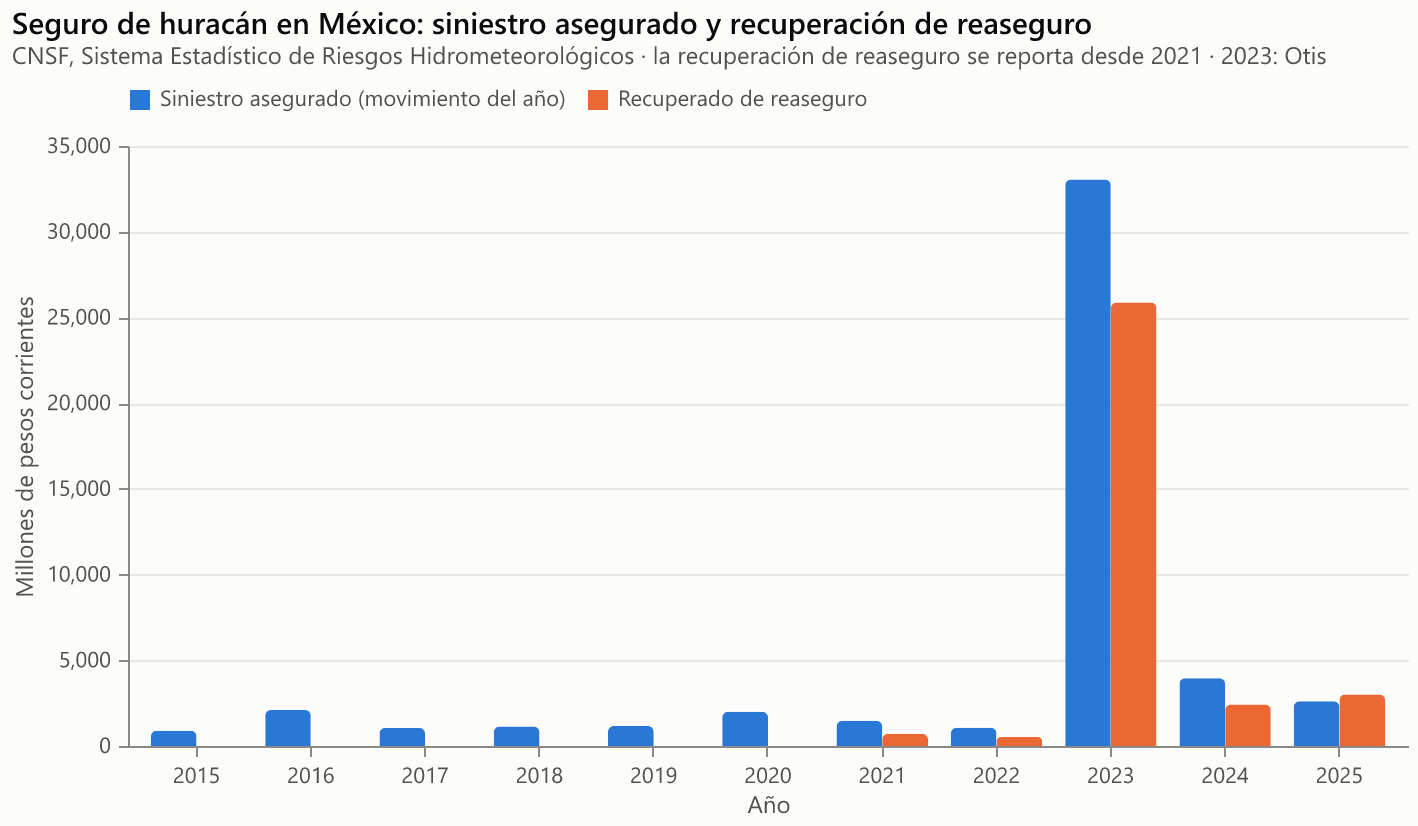 Seguro de huracán en México: siniestro asegurado y recuperación de reaseguro
CNSF, Sistema Estadístico de Riesgos Hidrometeorológicos · la recuperación de reaseguro se reporta desde 2021 · 2023: Otis
Siniestro asegurado (movimiento del año)
Recuperado de reaseguro
Millones de pesos corrientes
35,000
30,000
25,000
20,000
15,000
10,000
5,000
0
2015 2016 2017 2018 2019 2020 2021 2022 2023 2024 2025
Año